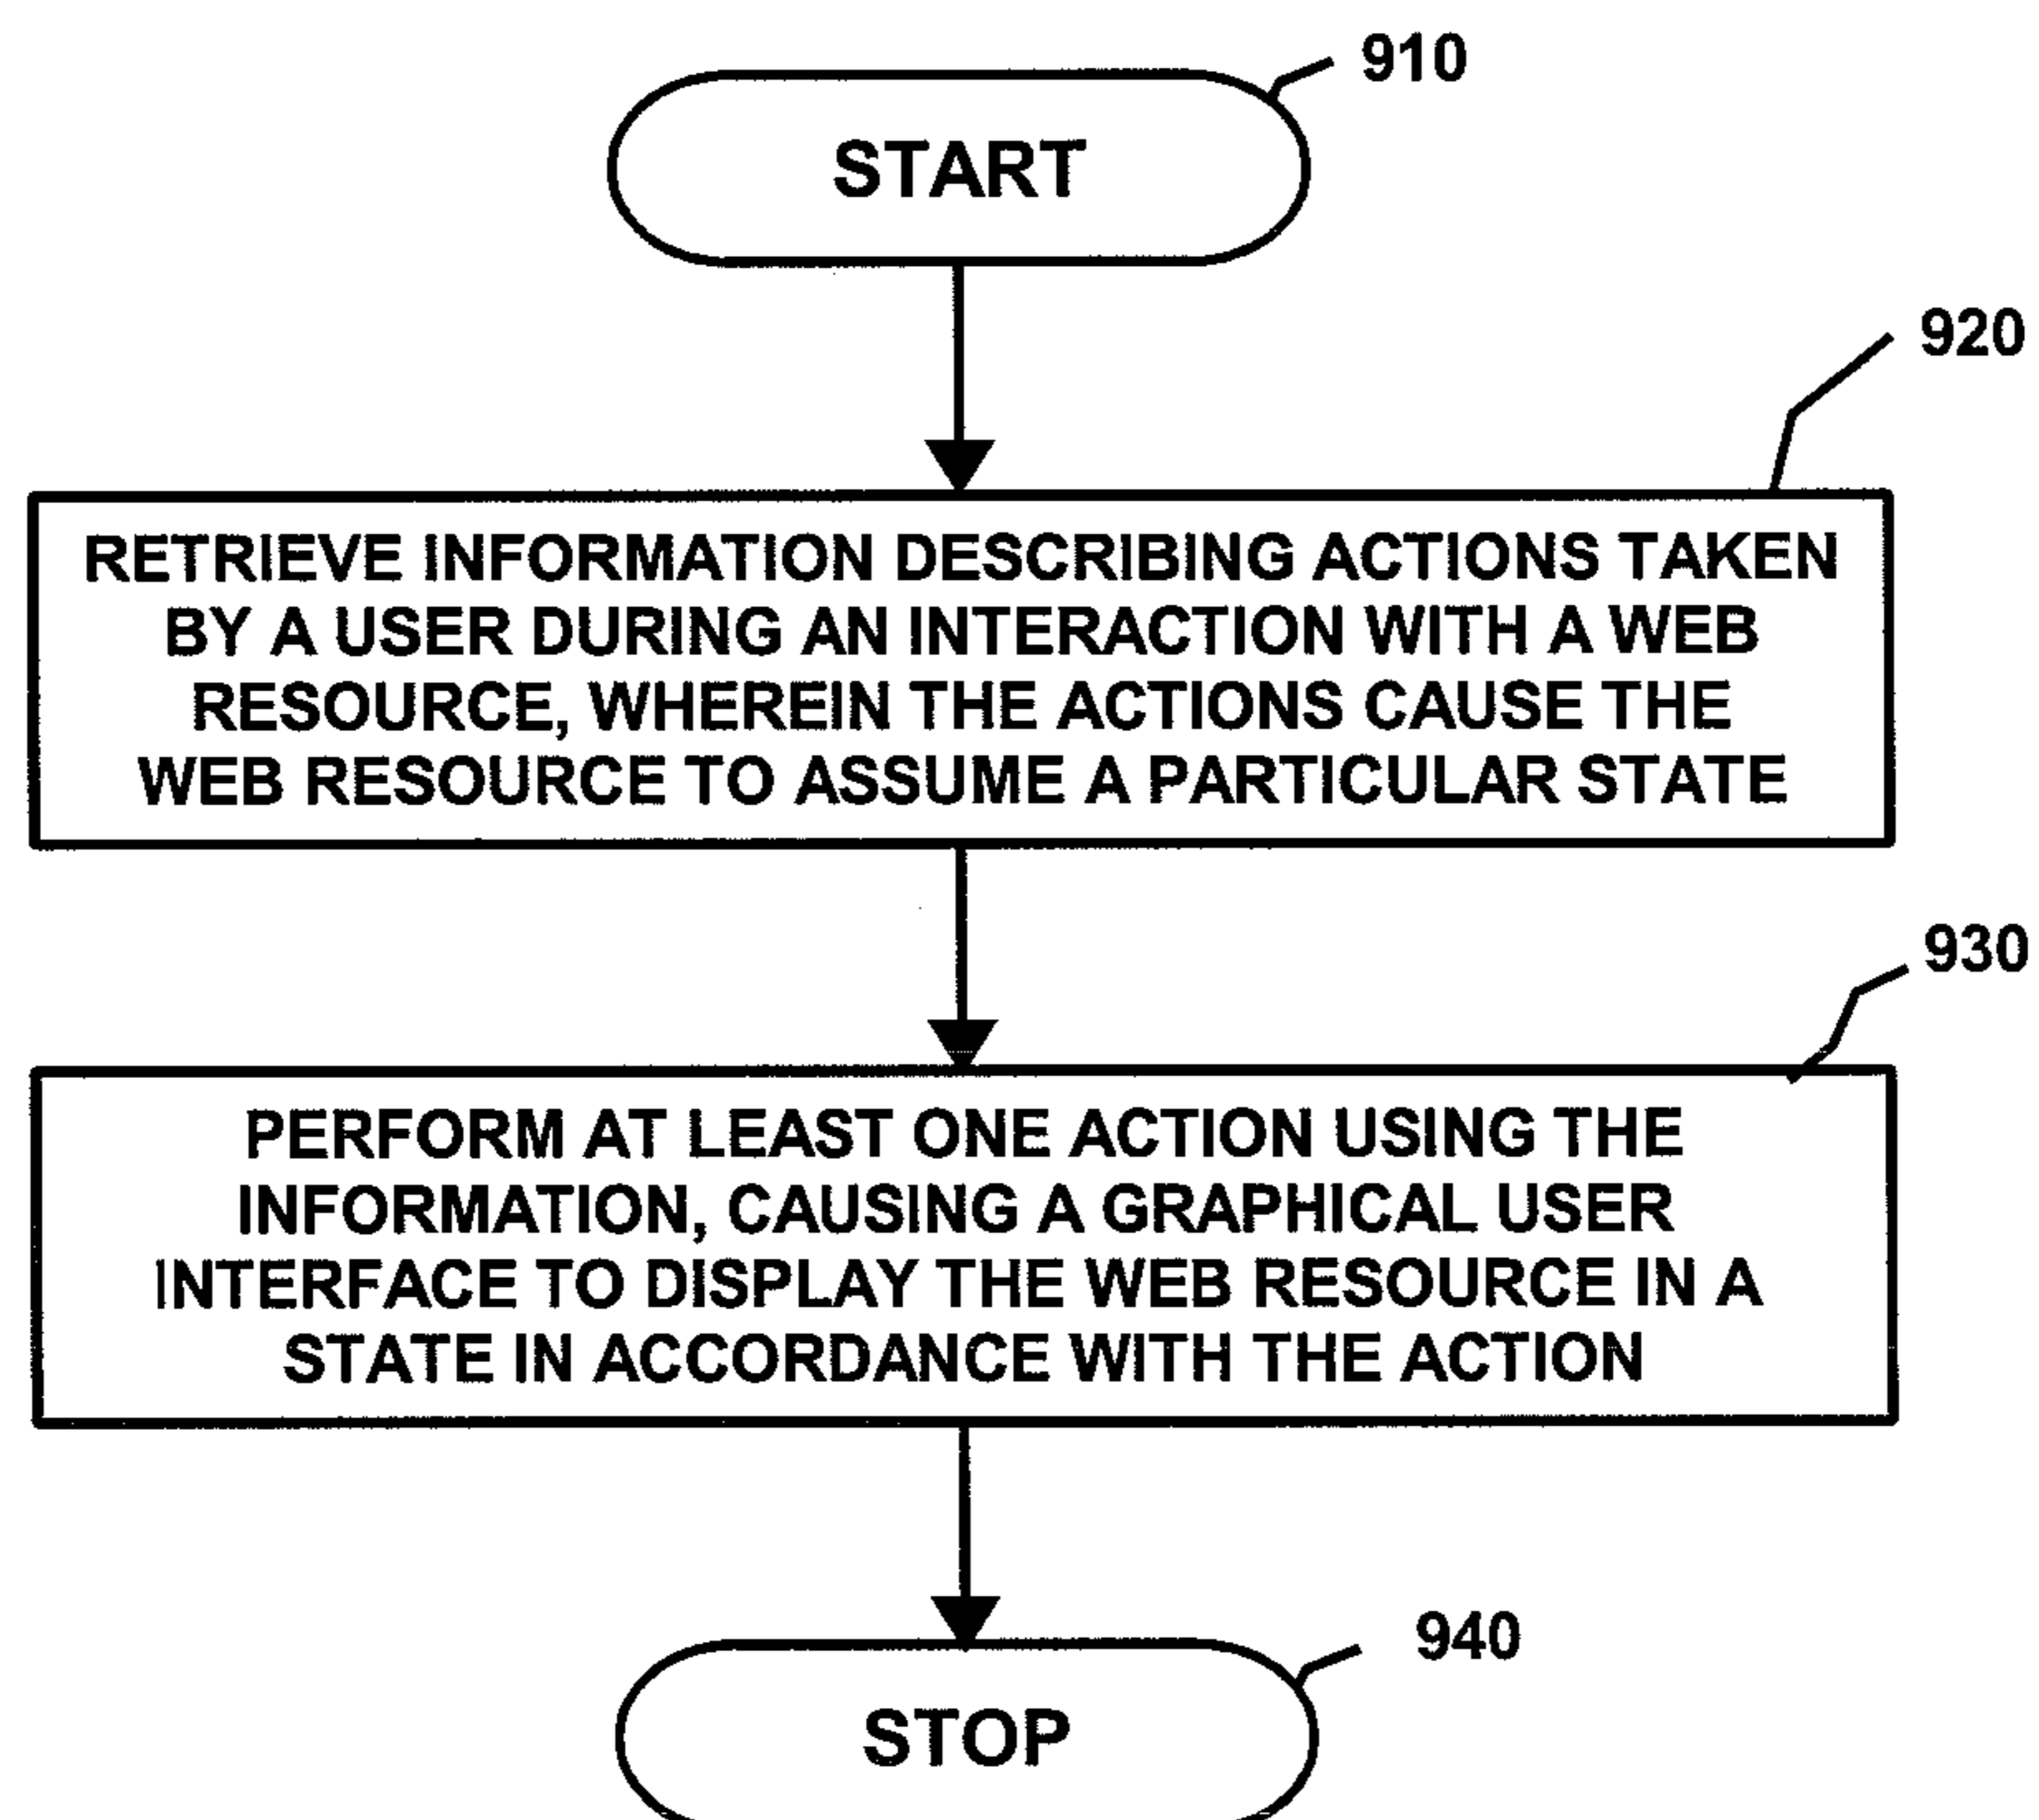 910
START
920
RETRIEVE INFORMATION DESCRIBING ACTIONS TAKEN
BY A USER DURING AN INTERACTION WITH A WEB
RESOURCE, WHEREIN THE ACTIONS CAUSE THE
WEB RESOURCE TO ASSUME A PARTICULAR STATE
930
PERFORM AT LEAST ONE ACTION USING THE
INFORMATION, CAUSING A GRAPHICAL USER
INTERFACE TO DISPLAY THE WEB RESOURCE IN A
STATE IN ACCORDANCE WITH THE ACTION
940
STOP